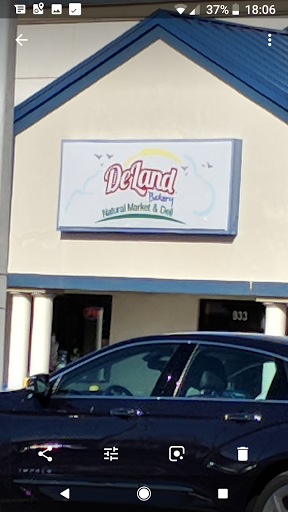 37% 18:06
DeLand
Bakery
Natural Market & Deli
833